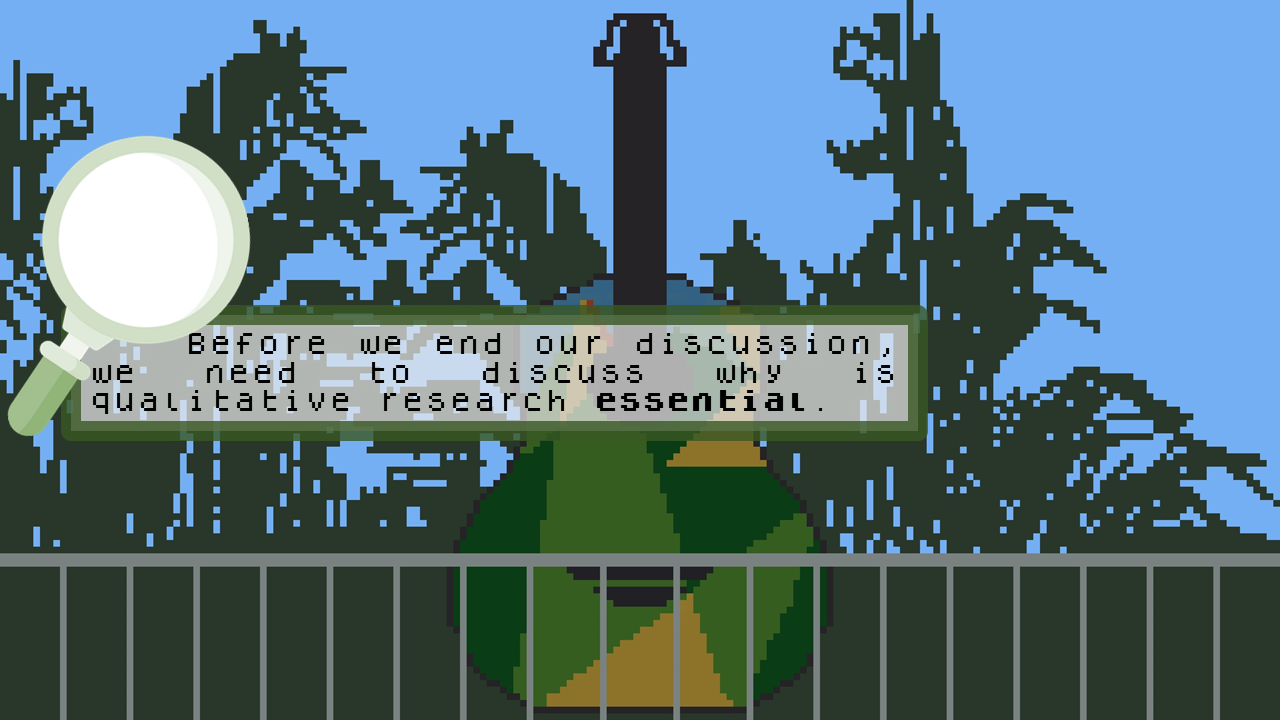 Before we end our discussion,
we need to discuss why is
qualitative research essential.